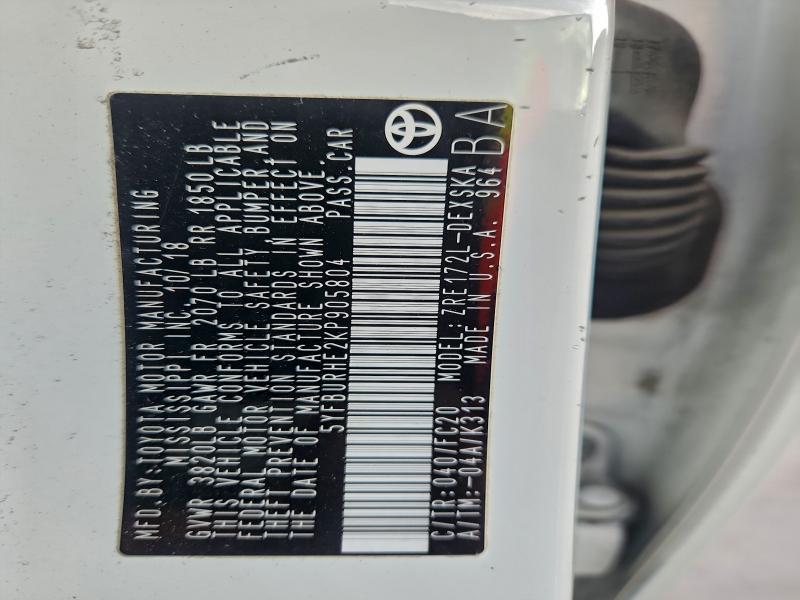 MFD. BY: TOYOTA MOTOR MANUFACTURING
MISSISSIPPI, INC. 10/18
GVWR 3820LB GAWR FR 2070 LB RR 1850LB
THIS VEHICLE CONFORMS TO ALL APPLICABLE
FEDERAL MOTOR VEHICLE SAFETY, BUMPER, AND
THEFT PREVENTION STANDARDS IN EFFECT ON
THE DATE OF MANUFACTURE SHOWN ABOVE.
5YFBURHE2KP905804 PASS.CAR
C/TR:040/FC20 MODEL:ZRE172L-DEXSKA
A/TM:-04A/K313 MADE IN U.S.A. 964
BA